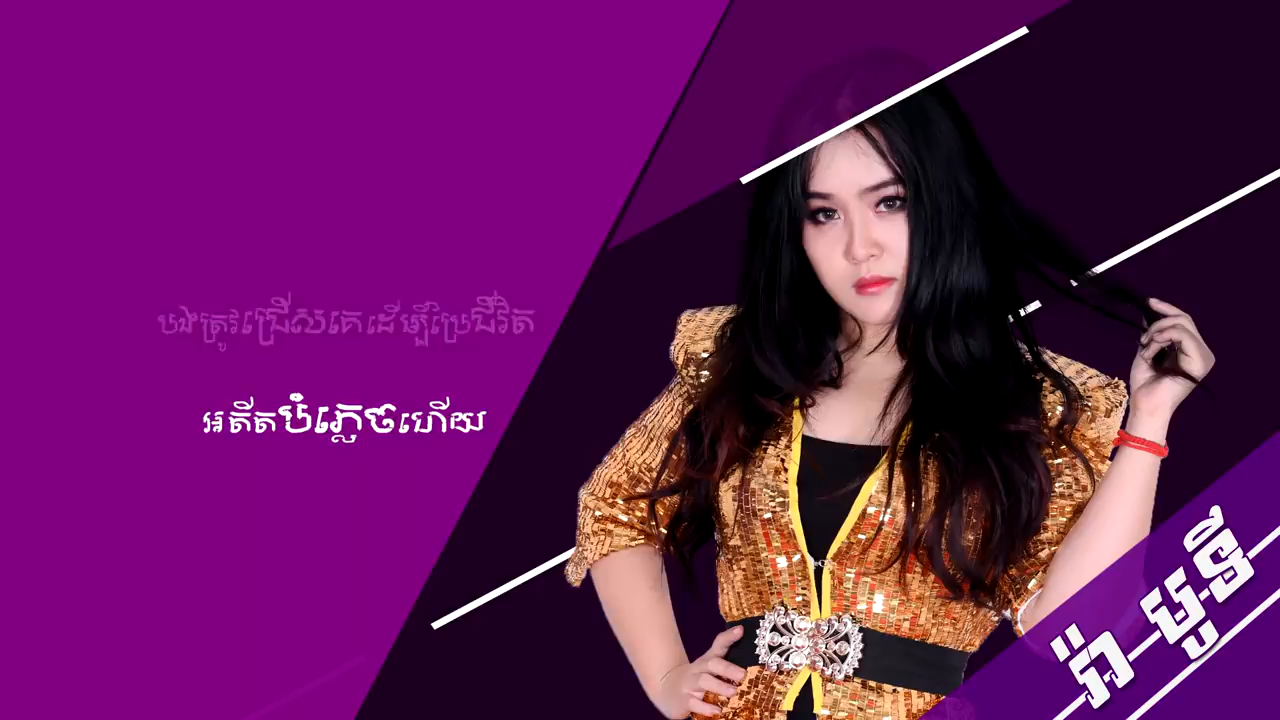 បងត្រូវជ្រើសគេដើម្បីប្រែជីវិត
អតីតបំភ្លេចហើយ
រ៉ា មូទី